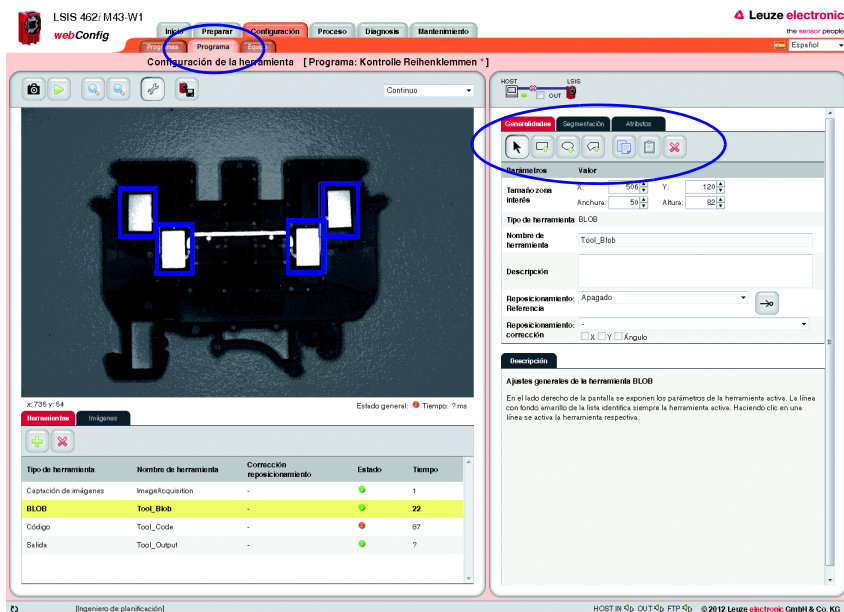 LSIS 462i M43-W1
webConfig
Leuze electronic
the sensor people
Inicio Preparar Configuración Proceso Diagnosis Mantenimiento
Programas Programa Equipo
Español
Configuración de la herramienta [Programa: Kontrolle Reihenklemmen *]
Continuo
HOST LSIS
OUT
Generalidades Segmentación Atributos
Parámetros Valor
Tamaño zona interés
X: 506 Y: 120
Anchura: 50 Altura: 82
Tipo de herramienta BLOB
Nombre de herramienta Tool_Blob
Descripción
Reposicionamiento: Referencia Apagado
Reposicionamiento: corrección -
X Y Ángulo
Descripción
Ajustes generales de la herramienta BLOB
En el lado derecho de la pantalla se exponen los parámetros de la herramienta activa. La línea
con fondo amarillo de la lista identifica siempre la herramienta activa. Haciendo clic en una
línea se activa la herramienta respectiva.
x: 736 y: 64
Estado general: Tiempo: ? ms
Herramientas Imágenes
Tipo de herramienta Nombre de herramienta Corrección reposicionamiento Estado Tiempo
Captación de imágenes ImageAcquisition - 1
BLOB Tool_Blob - 22
Código Tool_Code - 87
Salida Tool_Output - ?
[Ingeniero de planificación]
HOST IN OUT FTP © 2012 Leuze electronic GmbH & Co. KG